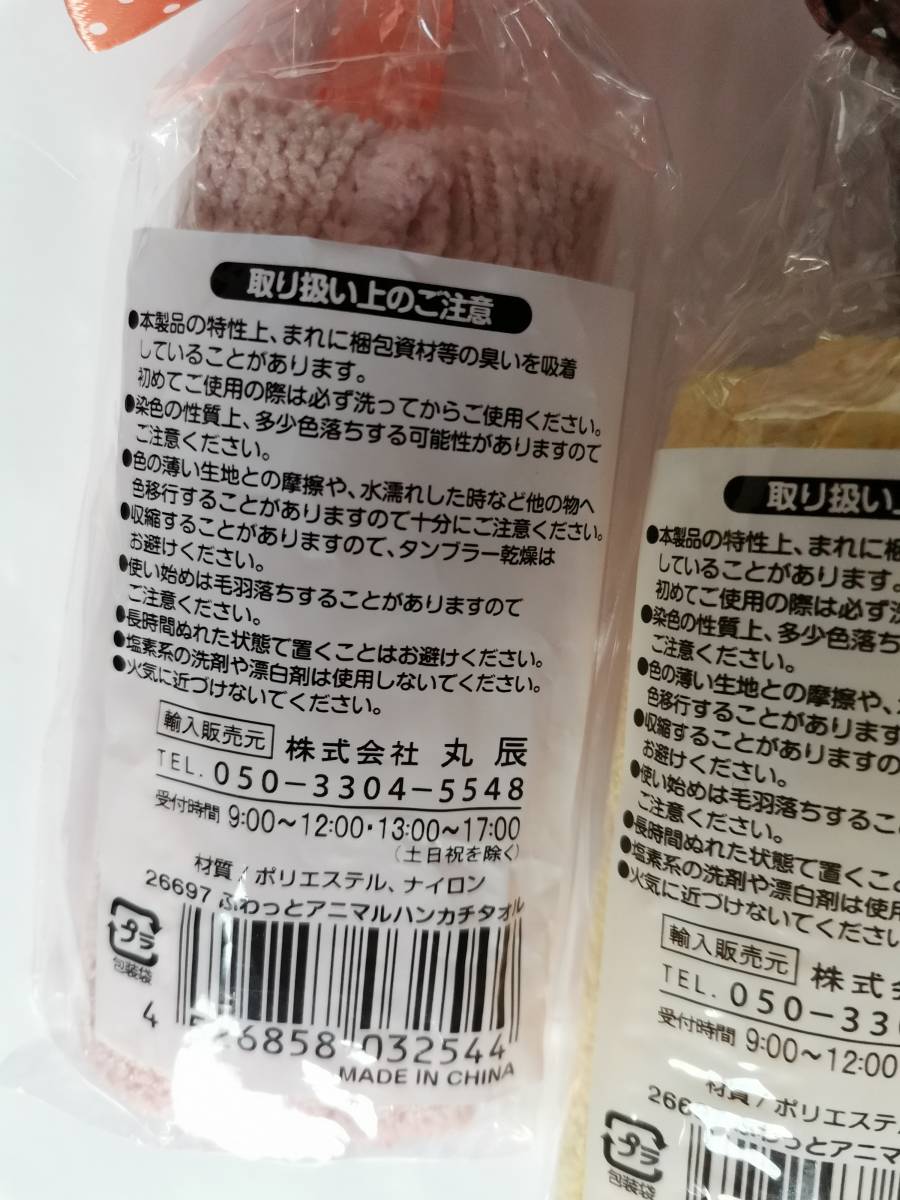 取り扱い上のご注意
●本製品の特性上、まれに梱包資材等の臭いを吸着
していることがあります。
初めてご使用の際は必ず洗ってからご使用ください。
●染色の性質上、多少色落ちする可能性がありますので
ご注意ください。
●色の薄い生地との摩擦や、水濡れした時など他の物へ
色移行することがありますので十分にご注意ください。
●収縮することがありますので、タンブラー乾燥は
お避けください。
●使い始めは毛羽落ちすることがありますので
ご注意ください。
●長時間ぬれた状態で置くことはお避けください。
●塩素系の洗剤や漂白剤は使用しないでください。
●火気に近づけないでください。
輸入販売元 株式会社 丸辰
TEL. 050-3304-5548
受付時間 9:00～12:00・13:00～17:00
(土日祝を除く)
材質/ポリエステル、ナイロン
26697 ふわっとアニマルハンカチタオル
プラ
包装袋
4 26858 032544
MADE IN CHINA
取り扱い
●本製品の特性上、まれに梱
していることがあります。
初めてご使用の際は必ず洗
●染色の性質上、多少色落ち
ご注意ください。
●色の薄い生地との摩擦や、
色移行することがあります
●収縮することがありますの
お避けください。
●使い始めは毛羽落ちするこ
ご注意ください。
●長時間ぬれた状態で置くこ
●塩素系の洗剤や漂白剤は使用
●火気に近づけないでください
輸入販売元 株式
TEL. 050-33
受付時間 9:00～12:00
材質/ポリエステ
266 ふわっとアニ
プラ
包装袋